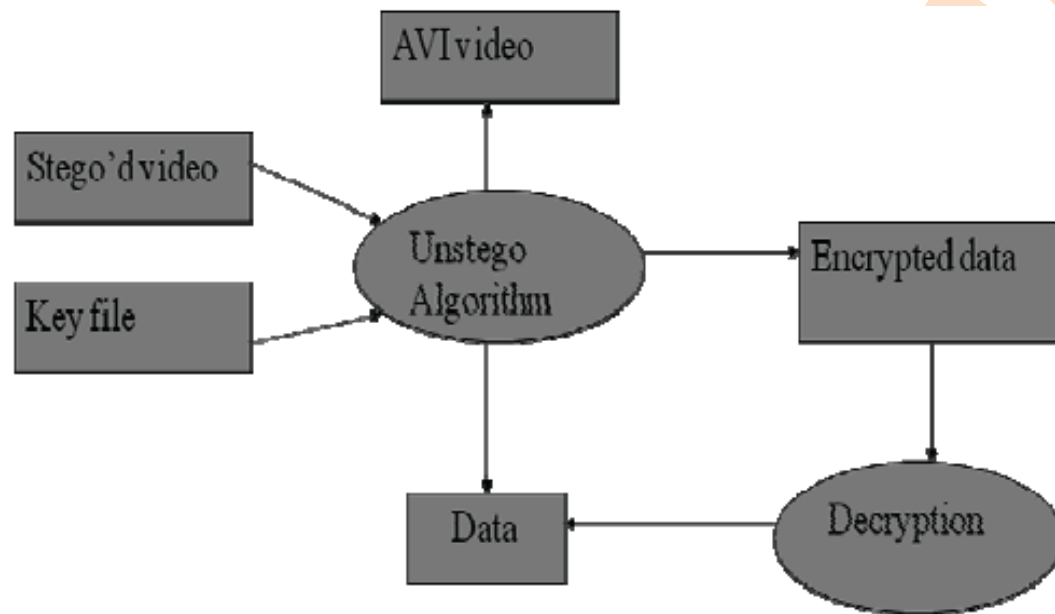 AVI video
Stego’d video
Unstego
Algorithm
Encrypted data
Key file
Data
Decryption